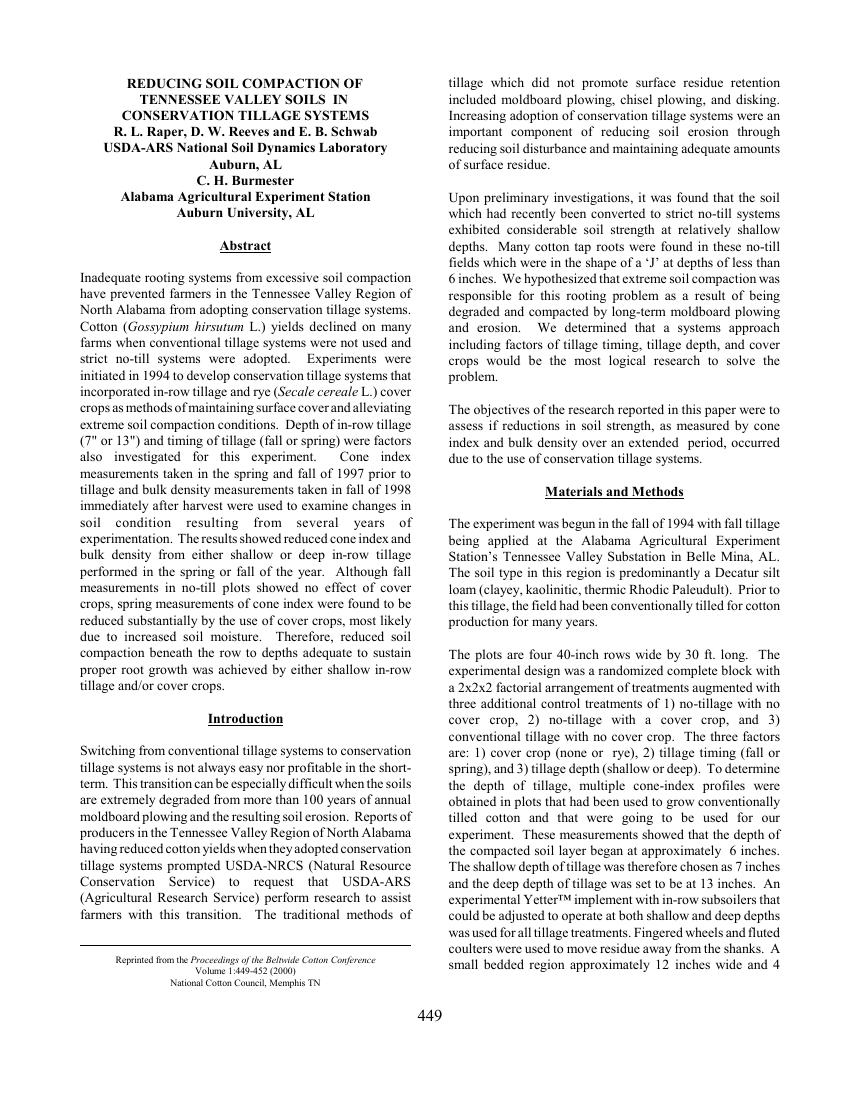 REDUCING SOIL COMPACTION OF
TENNESSEE VALLEY SOILS IN
CONSERVATION TILLAGE SYSTEMS
R. L. Raper, D. W. Reeves and E. B. Schwab
USDA-ARS National Soil Dynamics Laboratory
Auburn, AL
C. H. Burmester
Alabama Agricultural Experiment Station
Auburn University, AL
Abstract
Inadequate rooting systems from excessive soil compaction
have prevented farmers in the Tennessee Valley Region of
North Alabama from adopting conservation tillage systems.
Cotton (Gossypium hirsutum L.) yields declined on many
farms when conventional tillage systems were not used and
strict no-till systems were adopted. Experiments were
initiated in 1994 to develop conservation tillage systems that
incorporated in-row tillage and rye (Secale cereale L.) cover
crops as methods of maintaining surface cover and alleviating
extreme soil compaction conditions. Depth of in-row tillage
(7" or 13") and timing of tillage (fall or spring) were factors
also investigated for this experiment. Cone index
measurements taken in the spring and fall of 1997 prior to
tillage and bulk density measurements taken in fall of 1998
immediately after harvest were used to examine changes in
soil condition resulting from several years of
experimentation. The results showed reduced cone index and
bulk density from either shallow or deep in-row tillage
performed in the spring or fall of the year. Although fall
measurements in no-till plots showed no effect of cover
crops, spring measurements of cone index were found to be
reduced substantially by the use of cover crops, most likely
due to increased soil moisture. Therefore, reduced soil
compaction beneath the row to depths adequate to sustain
proper root growth was achieved by either shallow in-row
tillage and/or cover crops.
Introduction
Switching from conventional tillage systems to conservation
tillage systems is not always easy nor profitable in the short-
term. This transition can be especially difficult when the soils
are extremely degraded from more than 100 years of annual
moldboard plowing and the resulting soil erosion. Reports of
producers in the Tennessee Valley Region of North Alabama
having reduced cotton yields when they adopted conservation
tillage systems prompted USDA-NRCS (Natural Resource
Conservation Service) to request that USDA-ARS
(Agricultural Research Service) perform research to assist
farmers with this transition. The traditional methods of
Reprinted from the Proceedings of the Beltwide Cotton Conference
Volume 1:449-452 (2000)
National Cotton Council, Memphis TN
tillage which did not promote surface residue retention
included moldboard plowing, chisel plowing, and disking.
Increasing adoption of conservation tillage systems were an
important component of reducing soil erosion through
reducing soil disturbance and maintaining adequate amounts
of surface residue.
Upon preliminary investigations, it was found that the soil
which had recently been converted to strict no-till systems
exhibited considerable soil strength at relatively shallow
depths. Many cotton tap roots were found in these no-till
fields which were in the shape of a ‘J’ at depths of less than
6 inches. We hypothesized that extreme soil compaction was
responsible for this rooting problem as a result of being
degraded and compacted by long-term moldboard plowing
and erosion. We determined that a systems approach
including factors of tillage timing, tillage depth, and cover
crops would be the most logical research to solve the
problem.
The objectives of the research reported in this paper were to
assess if reductions in soil strength, as measured by cone
index and bulk density over an extended period, occurred
due to the use of conservation tillage systems.
Materials and Methods
The experiment was begun in the fall of 1994 with fall tillage
being applied at the Alabama Agricultural Experiment
Station’s Tennessee Valley Substation in Belle Mina, AL.
The soil type in this region is predominantly a Decatur silt
loam (clayey, kaolinitic, thermic Rhodic Paleudult). Prior to
this tillage, the field had been conventionally tilled for cotton
production for many years.
The plots are four 40-inch rows wide by 30 ft. long. The
experimental design was a randomized complete block with
a 2x2x2 factorial arrangement of treatments augmented with
three additional control treatments of 1) no-tillage with no
cover crop, 2) no-tillage with a cover crop, and 3)
conventional tillage with no cover crop. The three factors
are: 1) cover crop (none or rye), 2) tillage timing (fall or
spring), and 3) tillage depth (shallow or deep). To determine
the depth of tillage, multiple cone-index profiles were
obtained in plots that had been used to grow conventionally
tilled cotton and that were going to be used for our
experiment. These measurements showed that the depth of
the compacted soil layer began at approximately 6 inches.
The shallow depth of tillage was therefore chosen as 7 inches
and the deep depth of tillage was set to be at 13 inches. An
experimental Yetter™ implement with in-row subsoilers that
could be adjusted to operate at both shallow and deep depths
was used for all tillage treatments. Fingered wheels and fluted
coulters were used to move residue away from the shanks. A
small bedded region approximately 12 inches wide and 4
449